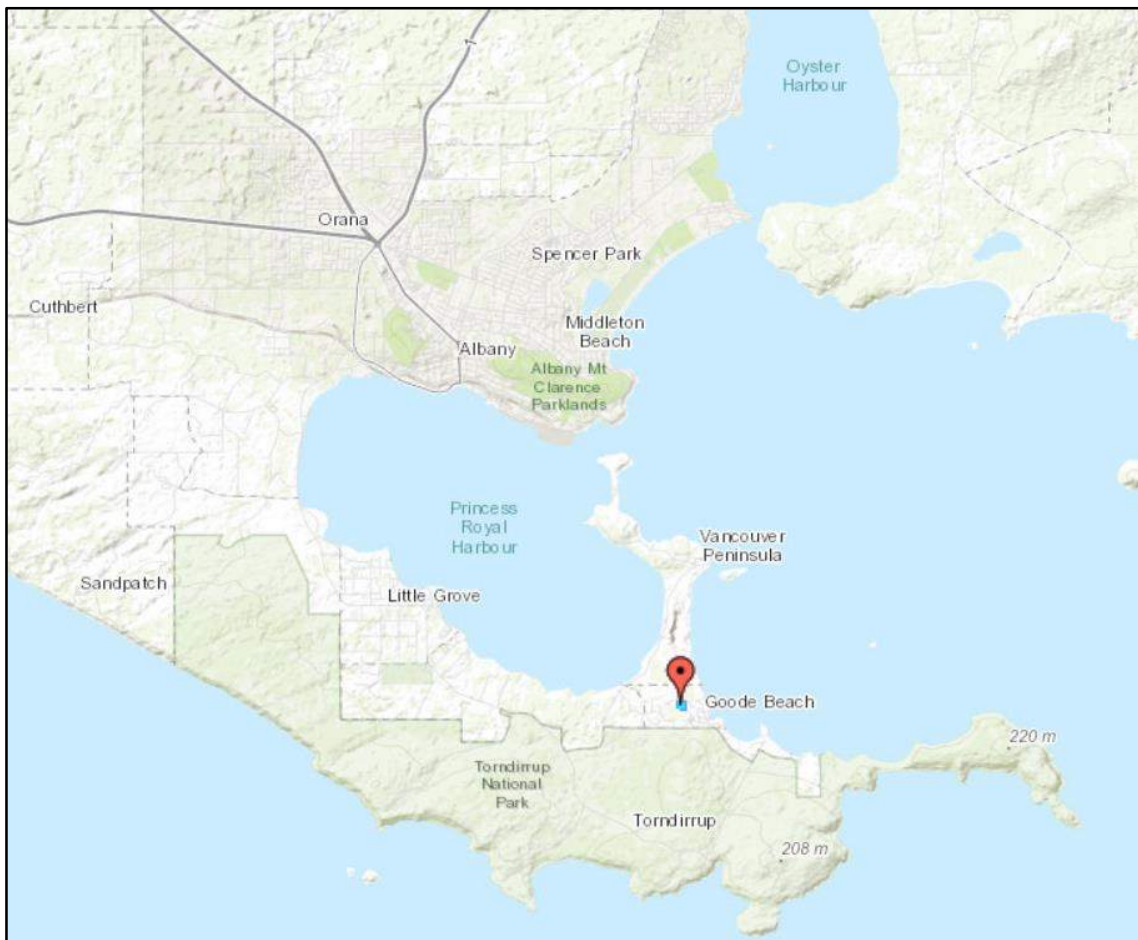 Oyster
Harbour
Orana
Spencer Park
Cuthbert
Middleton
Beach
Albany
Albany Mt
Clarence
Parklands
Princess
Royal
Harbour
Vancouver
Peninsula
Sandpatch
Little Grove
Goode Beach
220 m
Torndirrup
National
Park
Torndirrup
208 m